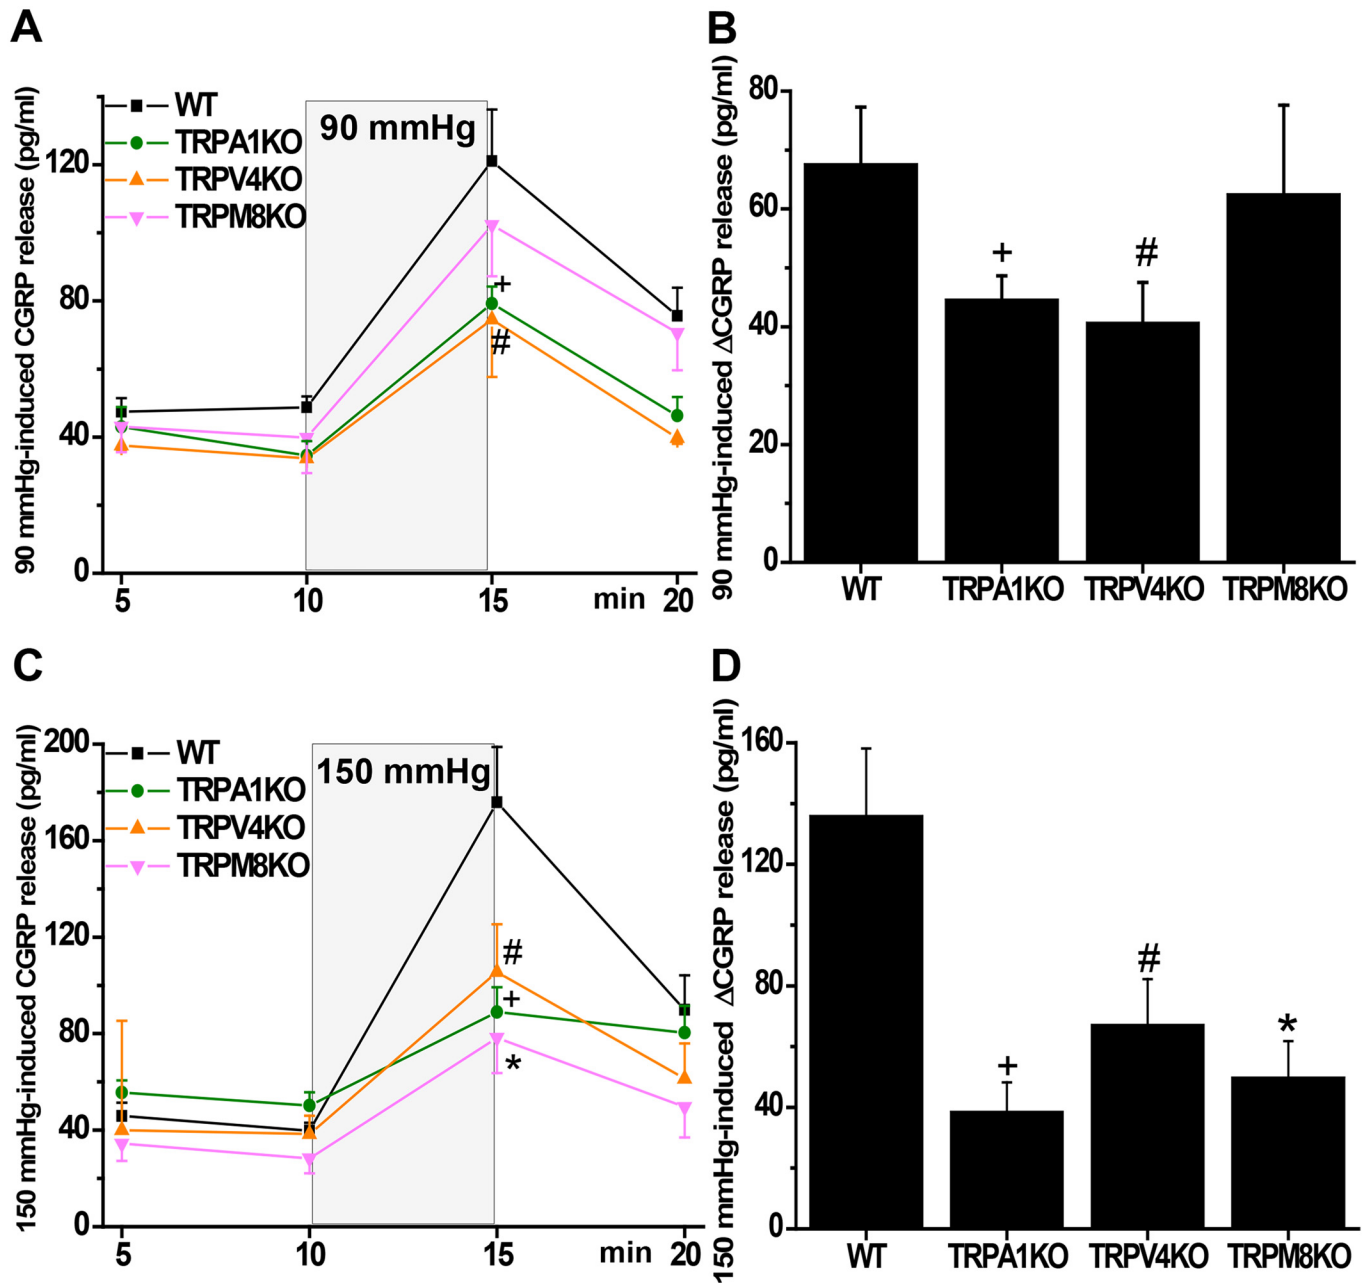 A
90 mmHg-induced CGRP release (pg/ml)
WT
TRPA1KO
TRPV4KO
TRPM8KO
90 mmHg
120
80
40
0
+
#
5
10
15
min
20
B
90 mmHg-induced ΔCGRP release (pg/ml)
80
60
40
20
0
+
#
WT
TRPA1KO
TRPV4KO
TRPM8KO
C
150 mmHg-induced CGRP release (pg/ml)
WT
TRPA1KO
TRPV4KO
TRPM8KO
150 mmHg
200
160
120
80
40
0
#
+
*
5
10
15
min
20
D
150 mmHg-induced ΔCGRP release (pg/ml)
160
120
80
40
0
+
#
*
WT
TRPA1KO
TRPV4KO
TRPM8KO